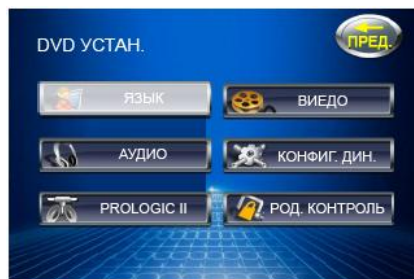 DVD УСТАН.
ПРЕД.
ЯЗЫК
ВИЕДО
АУДИО
КОНФИГ. ДИН.
PROLOGIC II
РОД. КОНТРОЛЬ